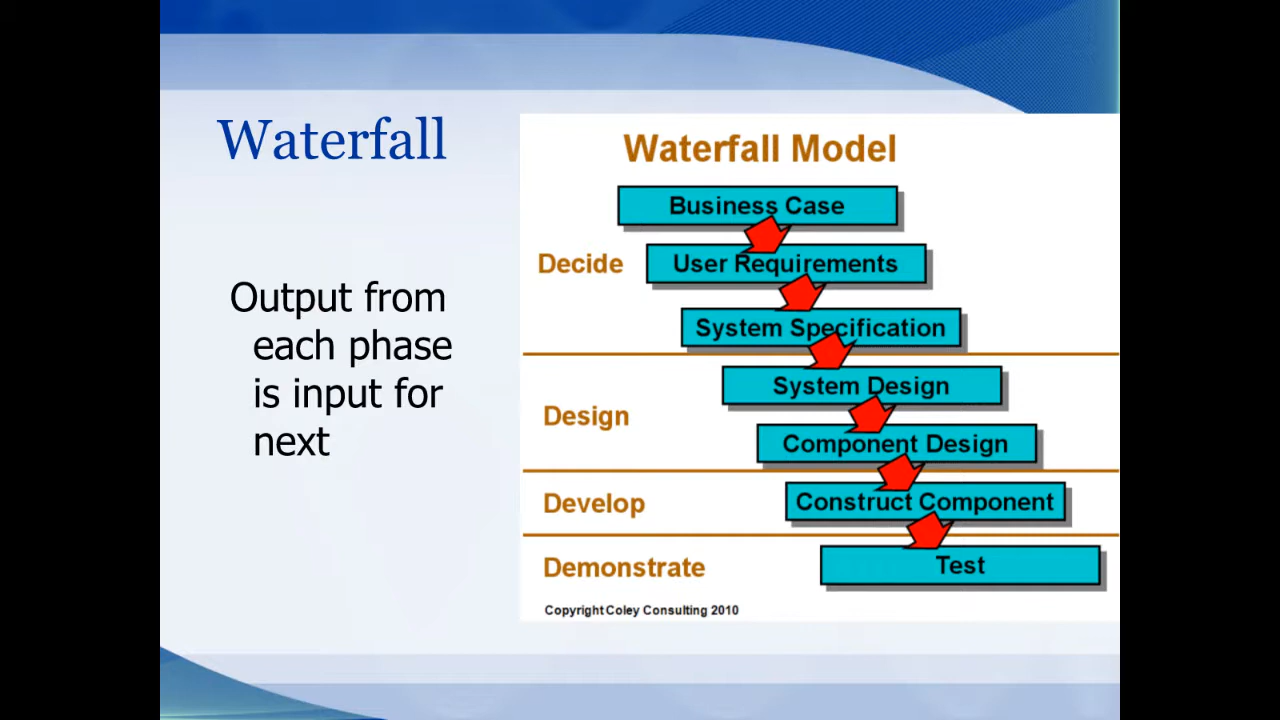 Waterfall
Output from
each phase
is input for
next
Waterfall Model
Business Case
Decide
User Requirements
System Specification
System Design
Design
Component Design
Develop
Construct Component
Demonstrate
Test
Copyright Coley Consulting 2010